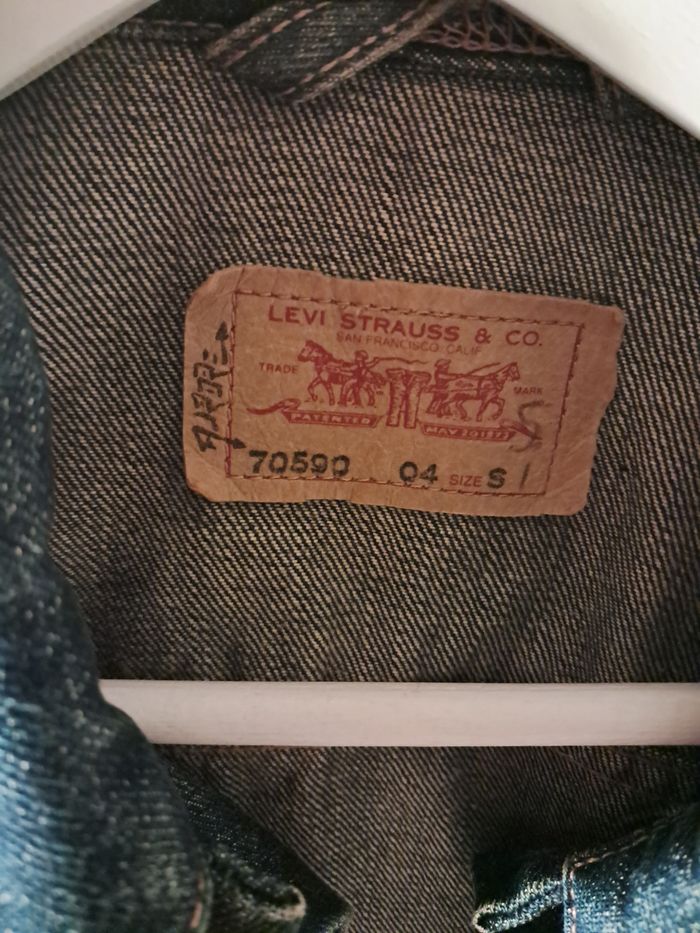 LEVI STRAUSS & CO.
SAN FRANCISCO, CALIF
TRADE MARK
PATENTED MAY 20 1873
70590 04 SIZE S
S